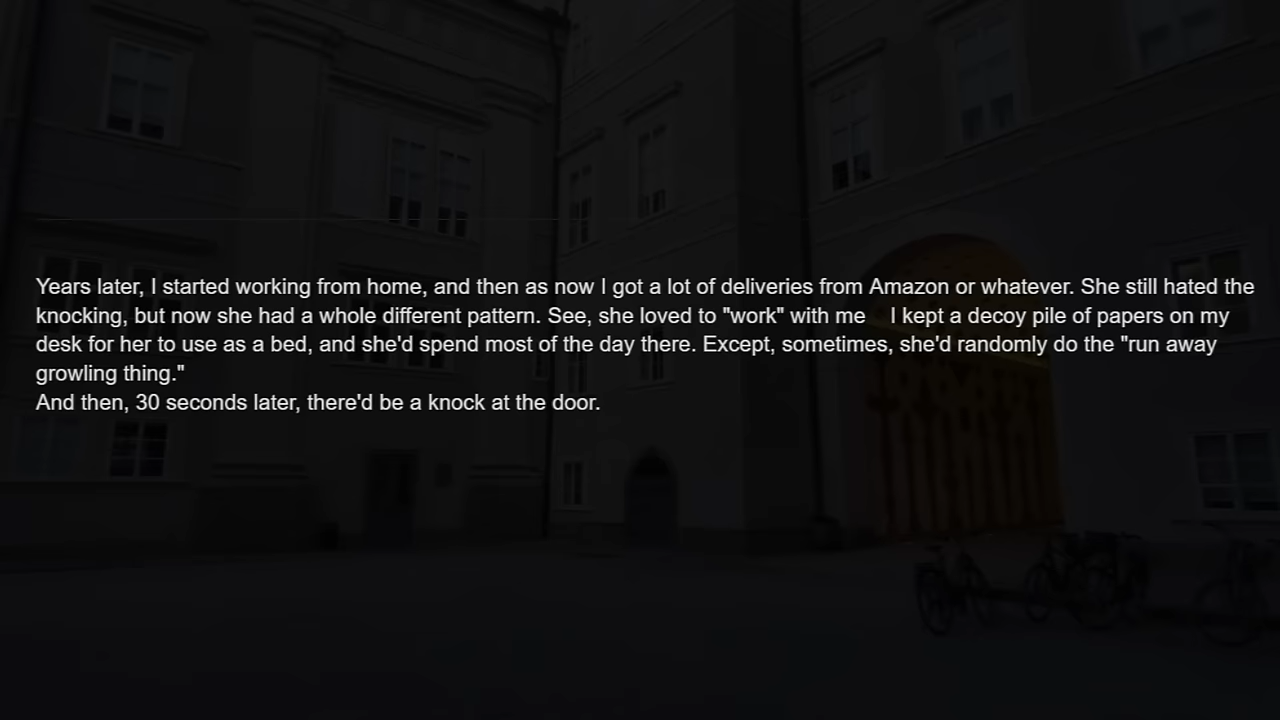 Years later, I started working from home, and then as now I got a lot of deliveries from Amazon or whatever. She still hated the
knocking, but now she had a whole different pattern. See, she loved to "work" with me    I kept a decoy pile of papers on my
desk for her to use as a bed, and she'd spend most of the day there. Except, sometimes, she'd randomly do the "run away
growling thing."
And then, 30 seconds later, there'd be a knock at the door.